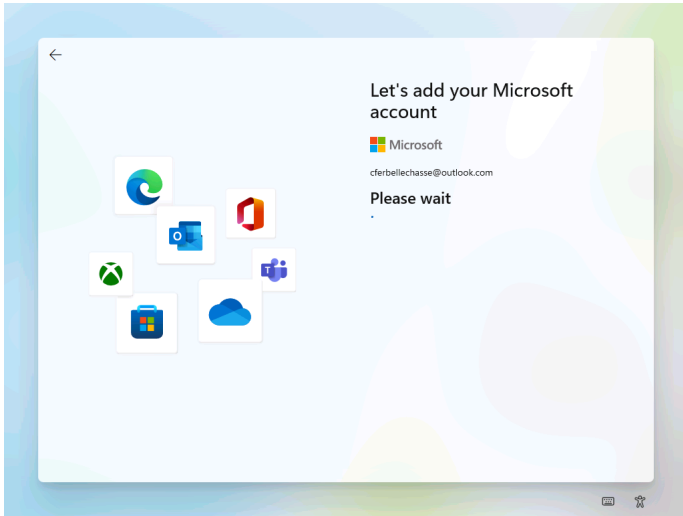 Let's add your Microsoft
account
Microsoft
cferbellechasse@outlook.com
Please wait